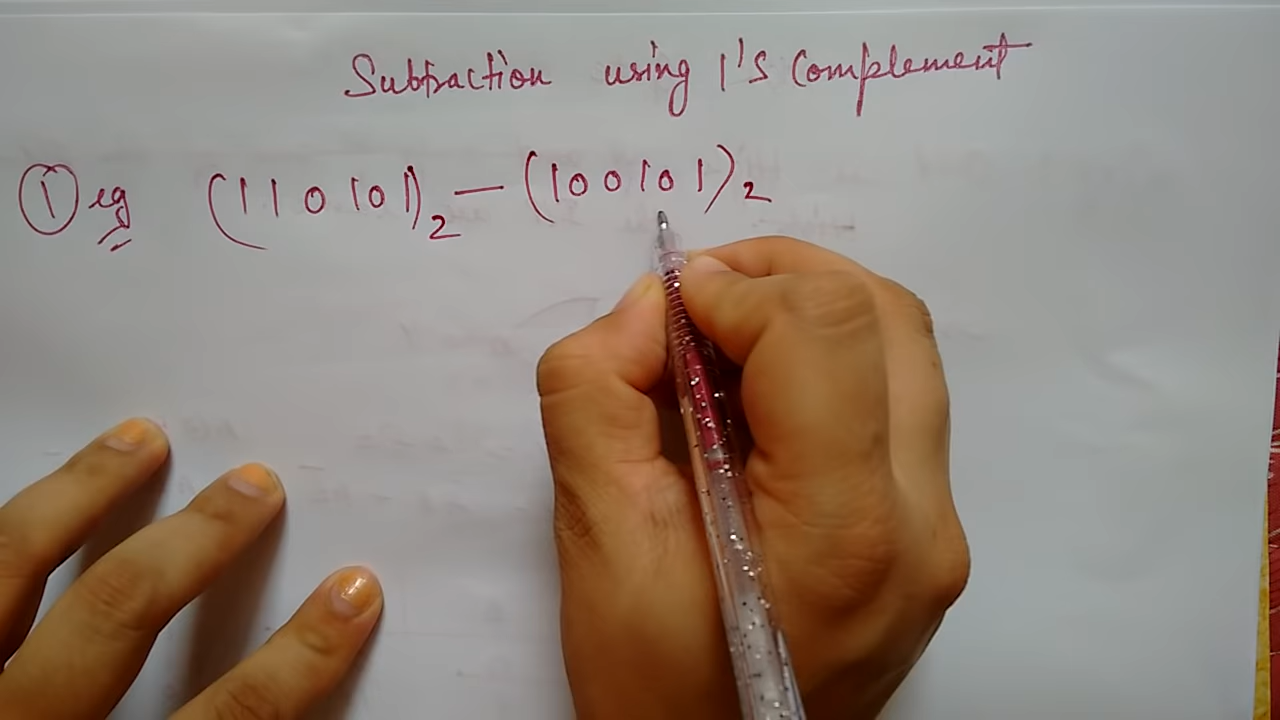 Subtraction using 1's Complement
① eg (110101)₂ — (100101)₂